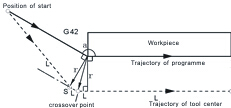 Position of start
G42
a
Workpiece
Trajectory of programme
L
r
r
S
L
L
crossover point
Trajectory of tool center